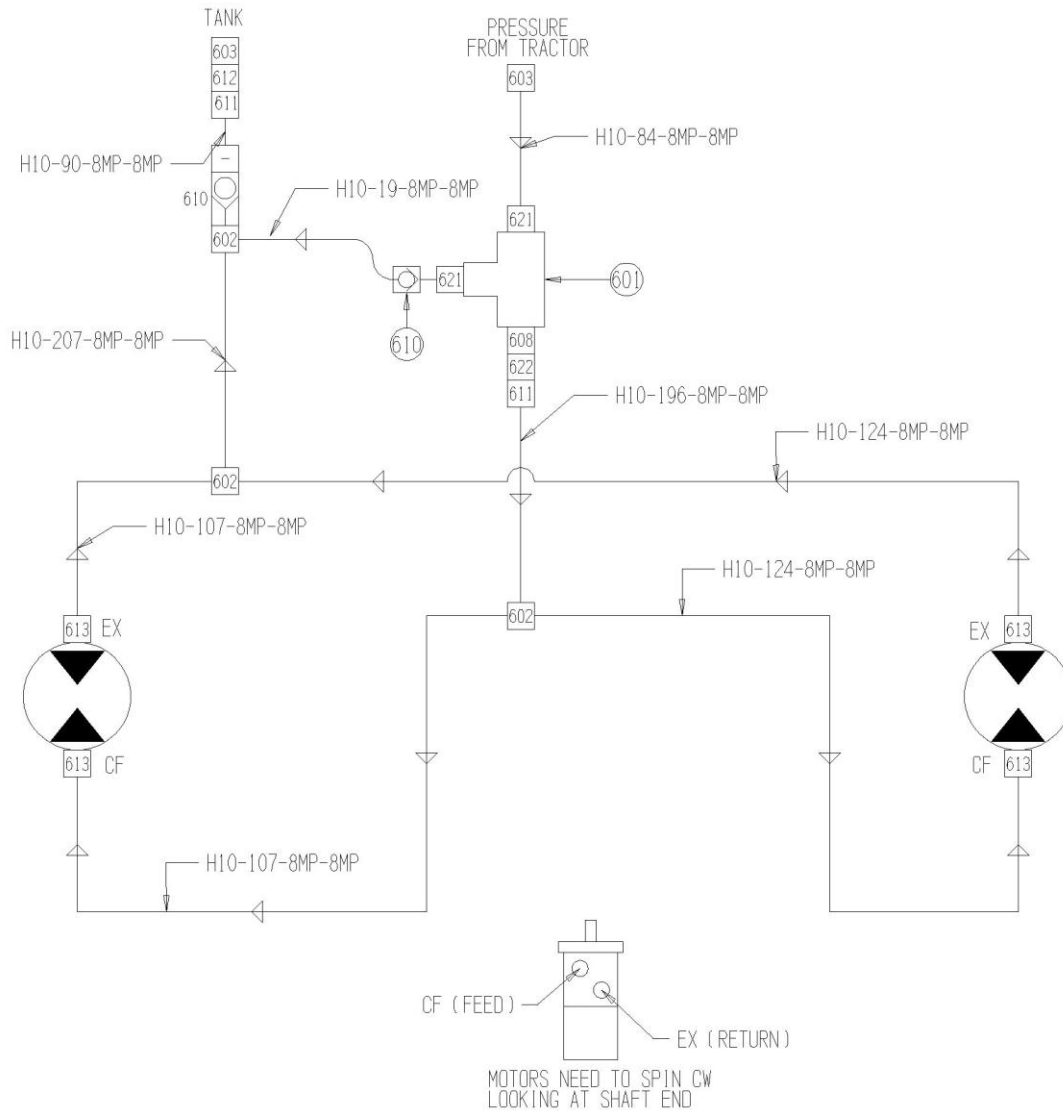 TANK
603
612
611
H10-90-8MP-8MP
610
602
PRESSURE
FROM TRACTOR
603
H10-84-8MP-8MP
H10-19-8MP-8MP
621
621
601
610
608
622
611
H10-207-8MP-8MP
H10-196-8MP-8MP
H10-124-8MP-8MP
602
H10-107-8MP-8MP
H10-124-8MP-8MP
602
613 EX
EX 613
613 CF
CF 613
H10-107-8MP-8MP
CF (FEED)
EX (RETURN)
MOTORS NEED TO SPIN CW
LOOKING AT SHAFT END